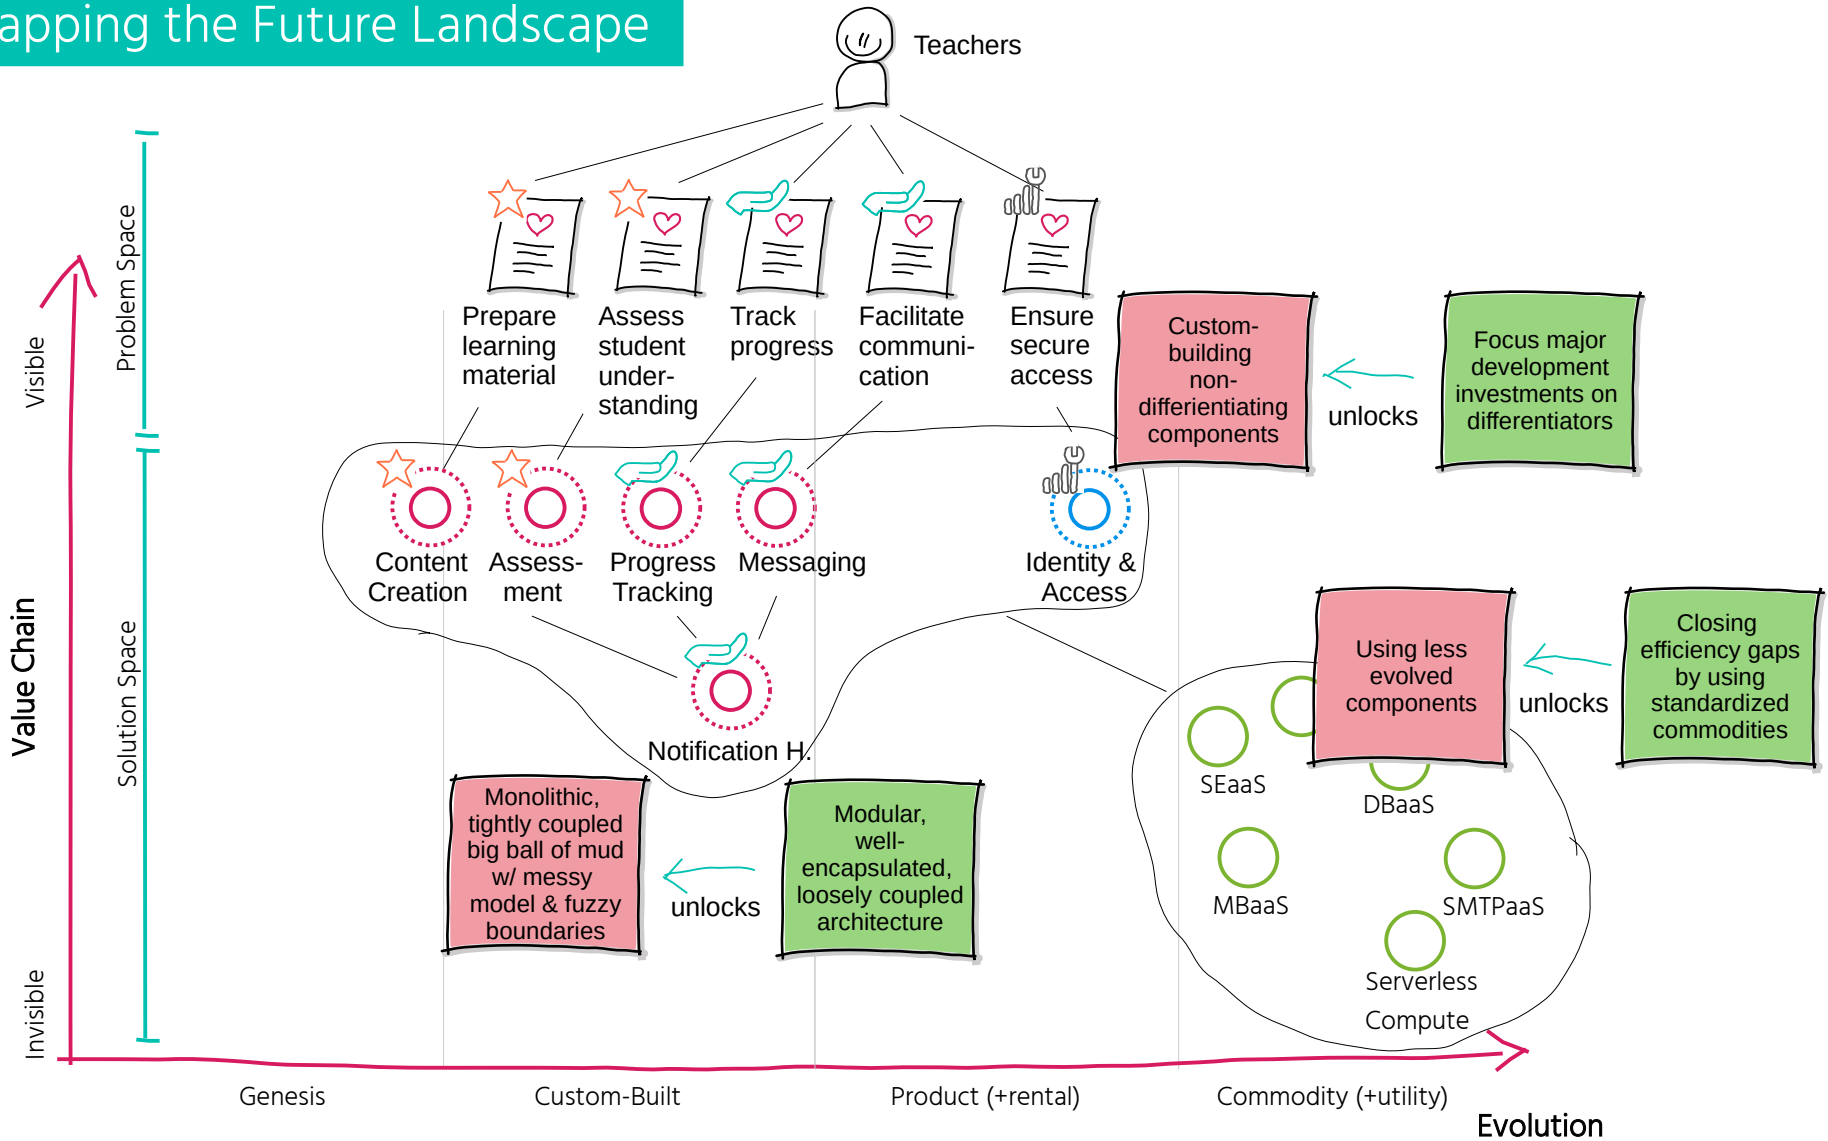 apping the Future Landscape
Teachers
Visible
Problem Space
Prepare
learning
material
Assess
student
under-
standing
Track
progress
Facilitate
communi-
cation
Ensure
secure
access
Custom-
building
non-
differientiating
components
unlocks
Focus major
development
investments on
differentiators
Value Chain
Solution Space
Content
Creation
Assess-
ment
Progress
Tracking
Messaging
Identity &
Access
Notification H.
Using less
evolved
components
unlocks
Closing
efficiency gaps
by using
standardized
commodities
SEaaS
DBaaS
MBaaS
SMTPaaS
Serverless
Compute
Monolithic,
tightly coupled
big ball of mud
w/ messy
model & fuzzy
boundaries
unlocks
Modular,
well-
encapsulated,
loosely coupled
architecture
Invisible
Genesis
Custom-Built
Product (+rental)
Commodity (+utility)
Evolution